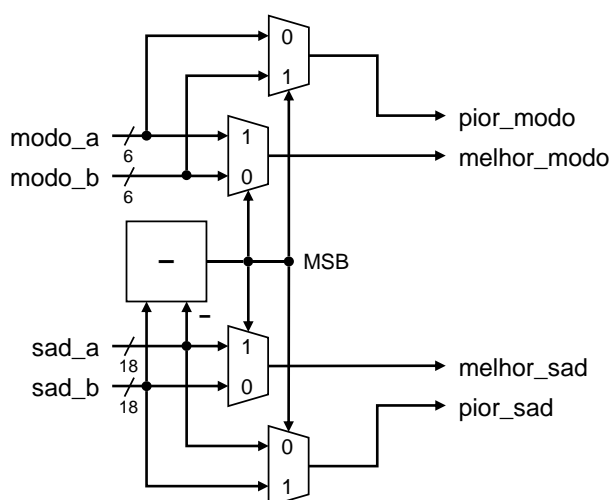 0
1
pior_modo
modo_a
6
1
melhor_modo
modo_b
6
0
–
MSB
–
sad_a
18
1
melhor_sad
sad_b
18
0
pior_sad
0
1